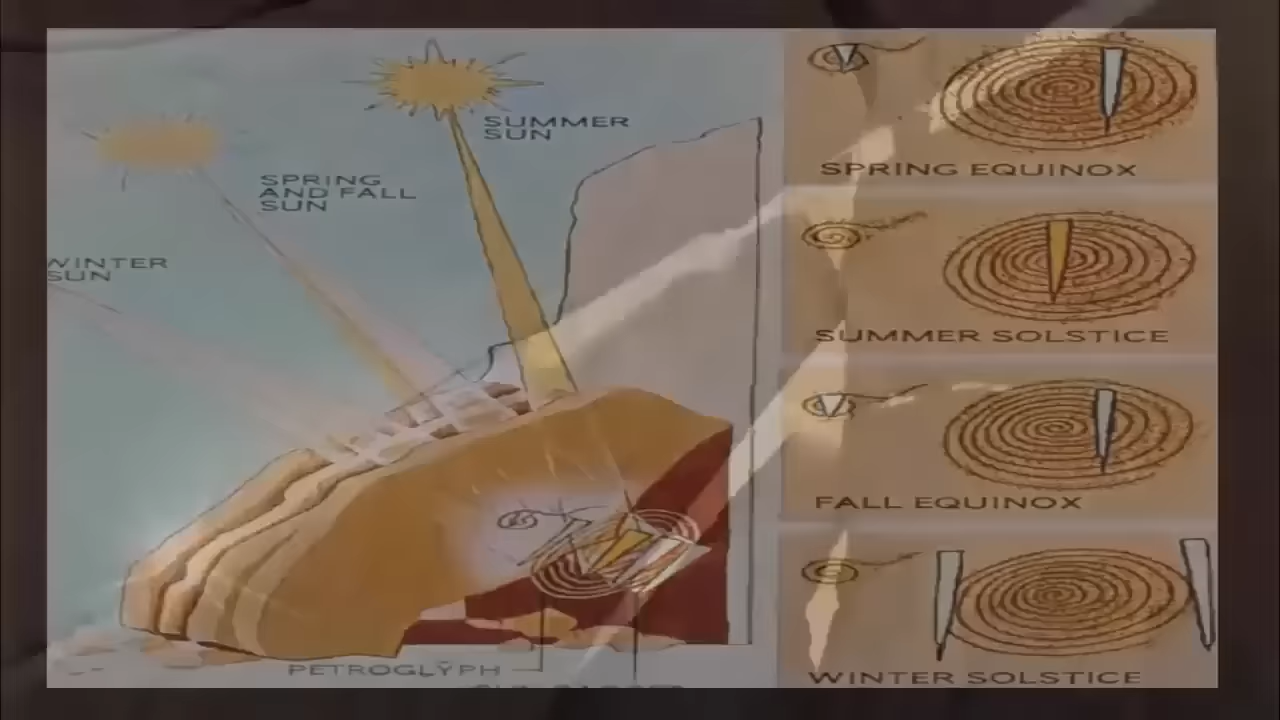 SUMMER
SUN
SPRING
AND FALL
SUN
WINTER
SUN
PETROGLYPH
SPRING EQUINOX
SUMMER SOLSTICE
FALL EQUINOX
WINTER SOLSTICE